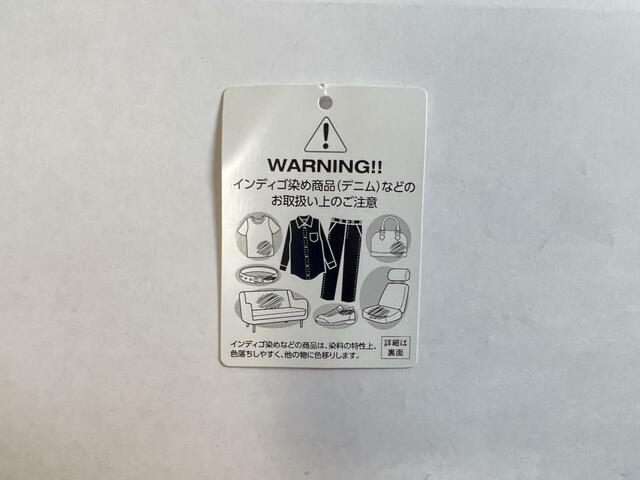 WARNING!!
インディゴ染め商品(デニム)などの
お取扱い上のご注意
インディゴ染めなどの商品は、染料の特性上、
色落ちしやすく、他の物に色移りします。
詳細は
裏面